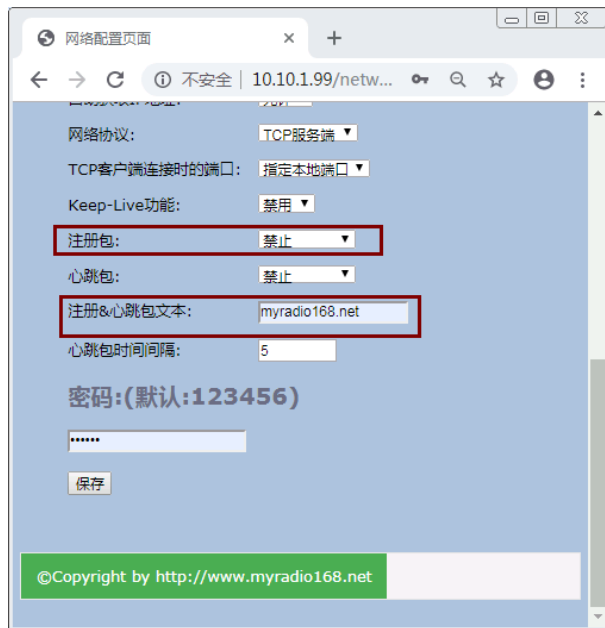 网络配置页面
不安全 | 10.10.1.99/netw...
网络协议: TCP服务端
TCP客户端连接时的端口: 指定本地端口
Keep-Live功能: 禁用
注册包: 禁止
心跳包: 禁止
注册&心跳包文本: myradio168.net
心跳包时间间隔: 5
密码:(默认:123456)
••••••
保存
©Copyright by http://www.myradio168.net